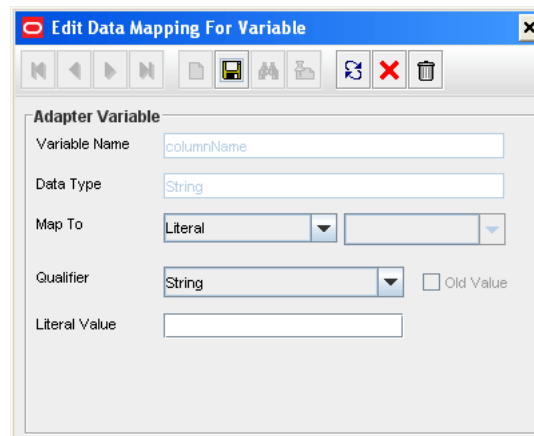 Edit Data Mapping For Variable
Adapter Variable
Variable Name columnName
Data Type String
Map To Literal
Qualifier String Old Value
Literal Value